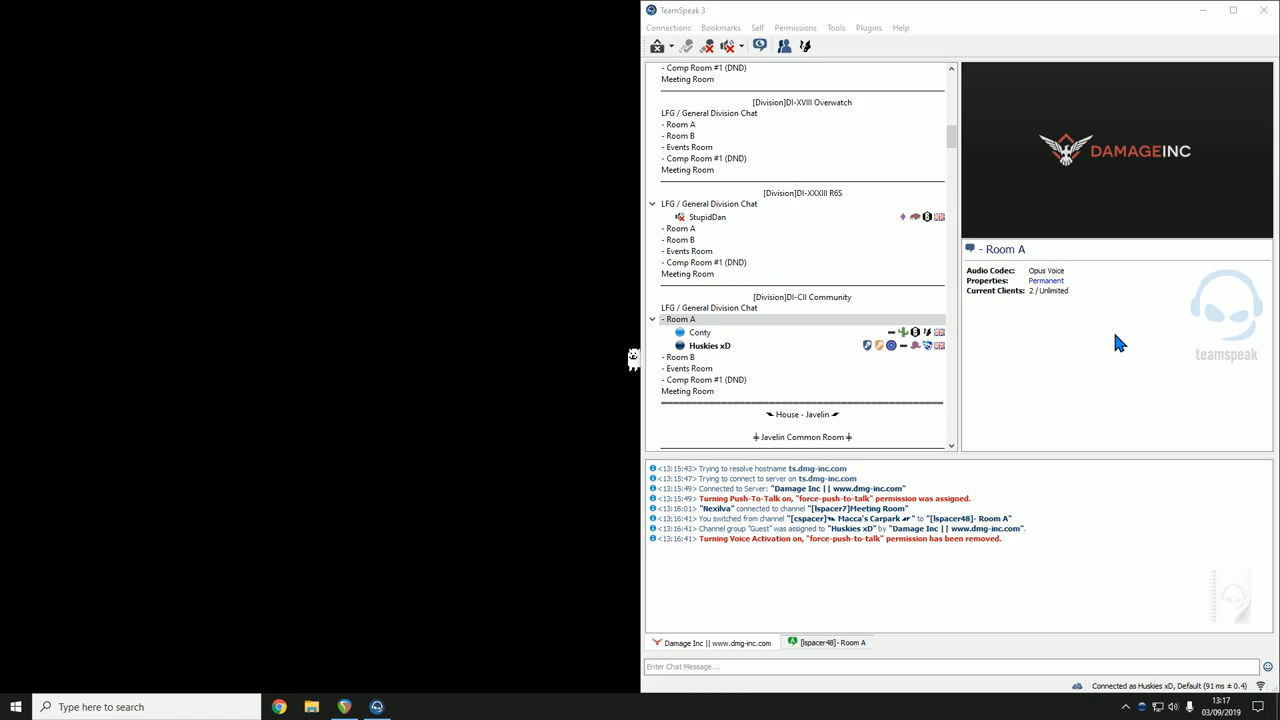 TeamSpeak 3
Connections Bookmarks Self Permissions Tools Plugins Help
- Comp Room #1 (DND)
Meeting Room
[Division]DI-XVIII Overwatch
LFG / General Division Chat
- Room A
- Room B
- Events Room
- Comp Room #1 (DND)
Meeting Room
[Division]DI-XXXIII R6S
LFG / General Division Chat
StupidDan
- Room A
- Room B
- Events Room
- Comp Room #1 (DND)
Meeting Room
[Division]DI-CII Community
LFG / General Division Chat
- Room A
Conty
Huskies xD
- Room B
- Events Room
- Comp Room #1 (DND)
Meeting Room
House - Javelin
╪ Javelin Common Room ╪
DAMAGEINC
- Room A
Audio Codec: Opus Voice
Properties: Permanent
Current Clients: 2 / Unlimited
teamspeak
<13:15:43> Trying to resolve hostname ts.dmg-inc.com
<13:15:47> Trying to connect to server on ts.dmg-inc.com
<13:15:49> Connected to Server: "Damage Inc || www.dmg-inc.com"
<13:15:49> Turning Push-To-Talk on, "force-push-to-talk" permission was assigned.
<13:16:01> "Nexilva" connected to channel "[lspacer7]Meeting Room"
<13:16:41> You switched from channel "[cspacer] Macca's Carpark" to "[lspacer48]- Room A"
<13:16:41> Channel group "Guest" was assigned to "Huskies xD" by "Damage Inc || www.dmg-inc.com".
<13:16:41> Turning Voice Activation on, "force-push-to-talk" permission has been removed.
Damage Inc || www.dmg-inc.com
[lspacer48]- Room A
Enter Chat Message...
Connected as Huskies xD, Default (91 ms ± 0.4)
Type here to search
13:17
03/09/2019